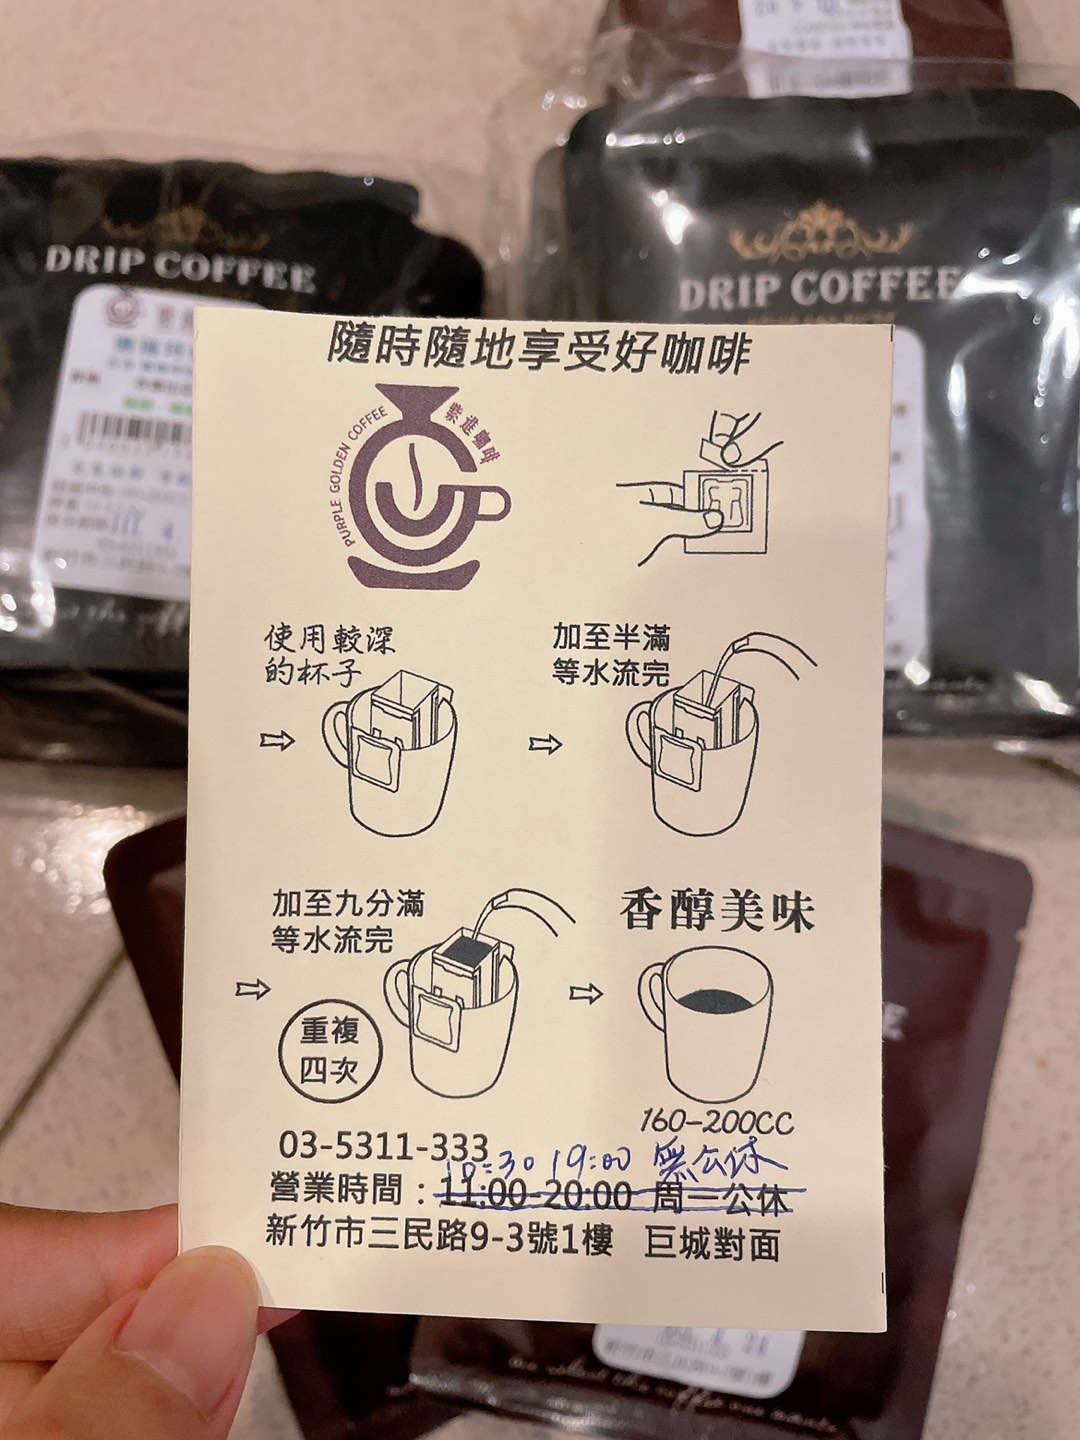 DRIP COFFEE
DRIP COFFEE
隨時隨地享受好咖啡
PURPLE GOLDEN COFFEE
紫進咖啡
使用較深
的杯子
加至半滿
等水流完
加至九分滿
等水流完
重複
四次
香醇美味
160-200CC
03-5311-333
10:30 19:00 無公休
營業時間：11:00-20:00 周一公休
新竹市三民路9-3號1樓 巨城對面